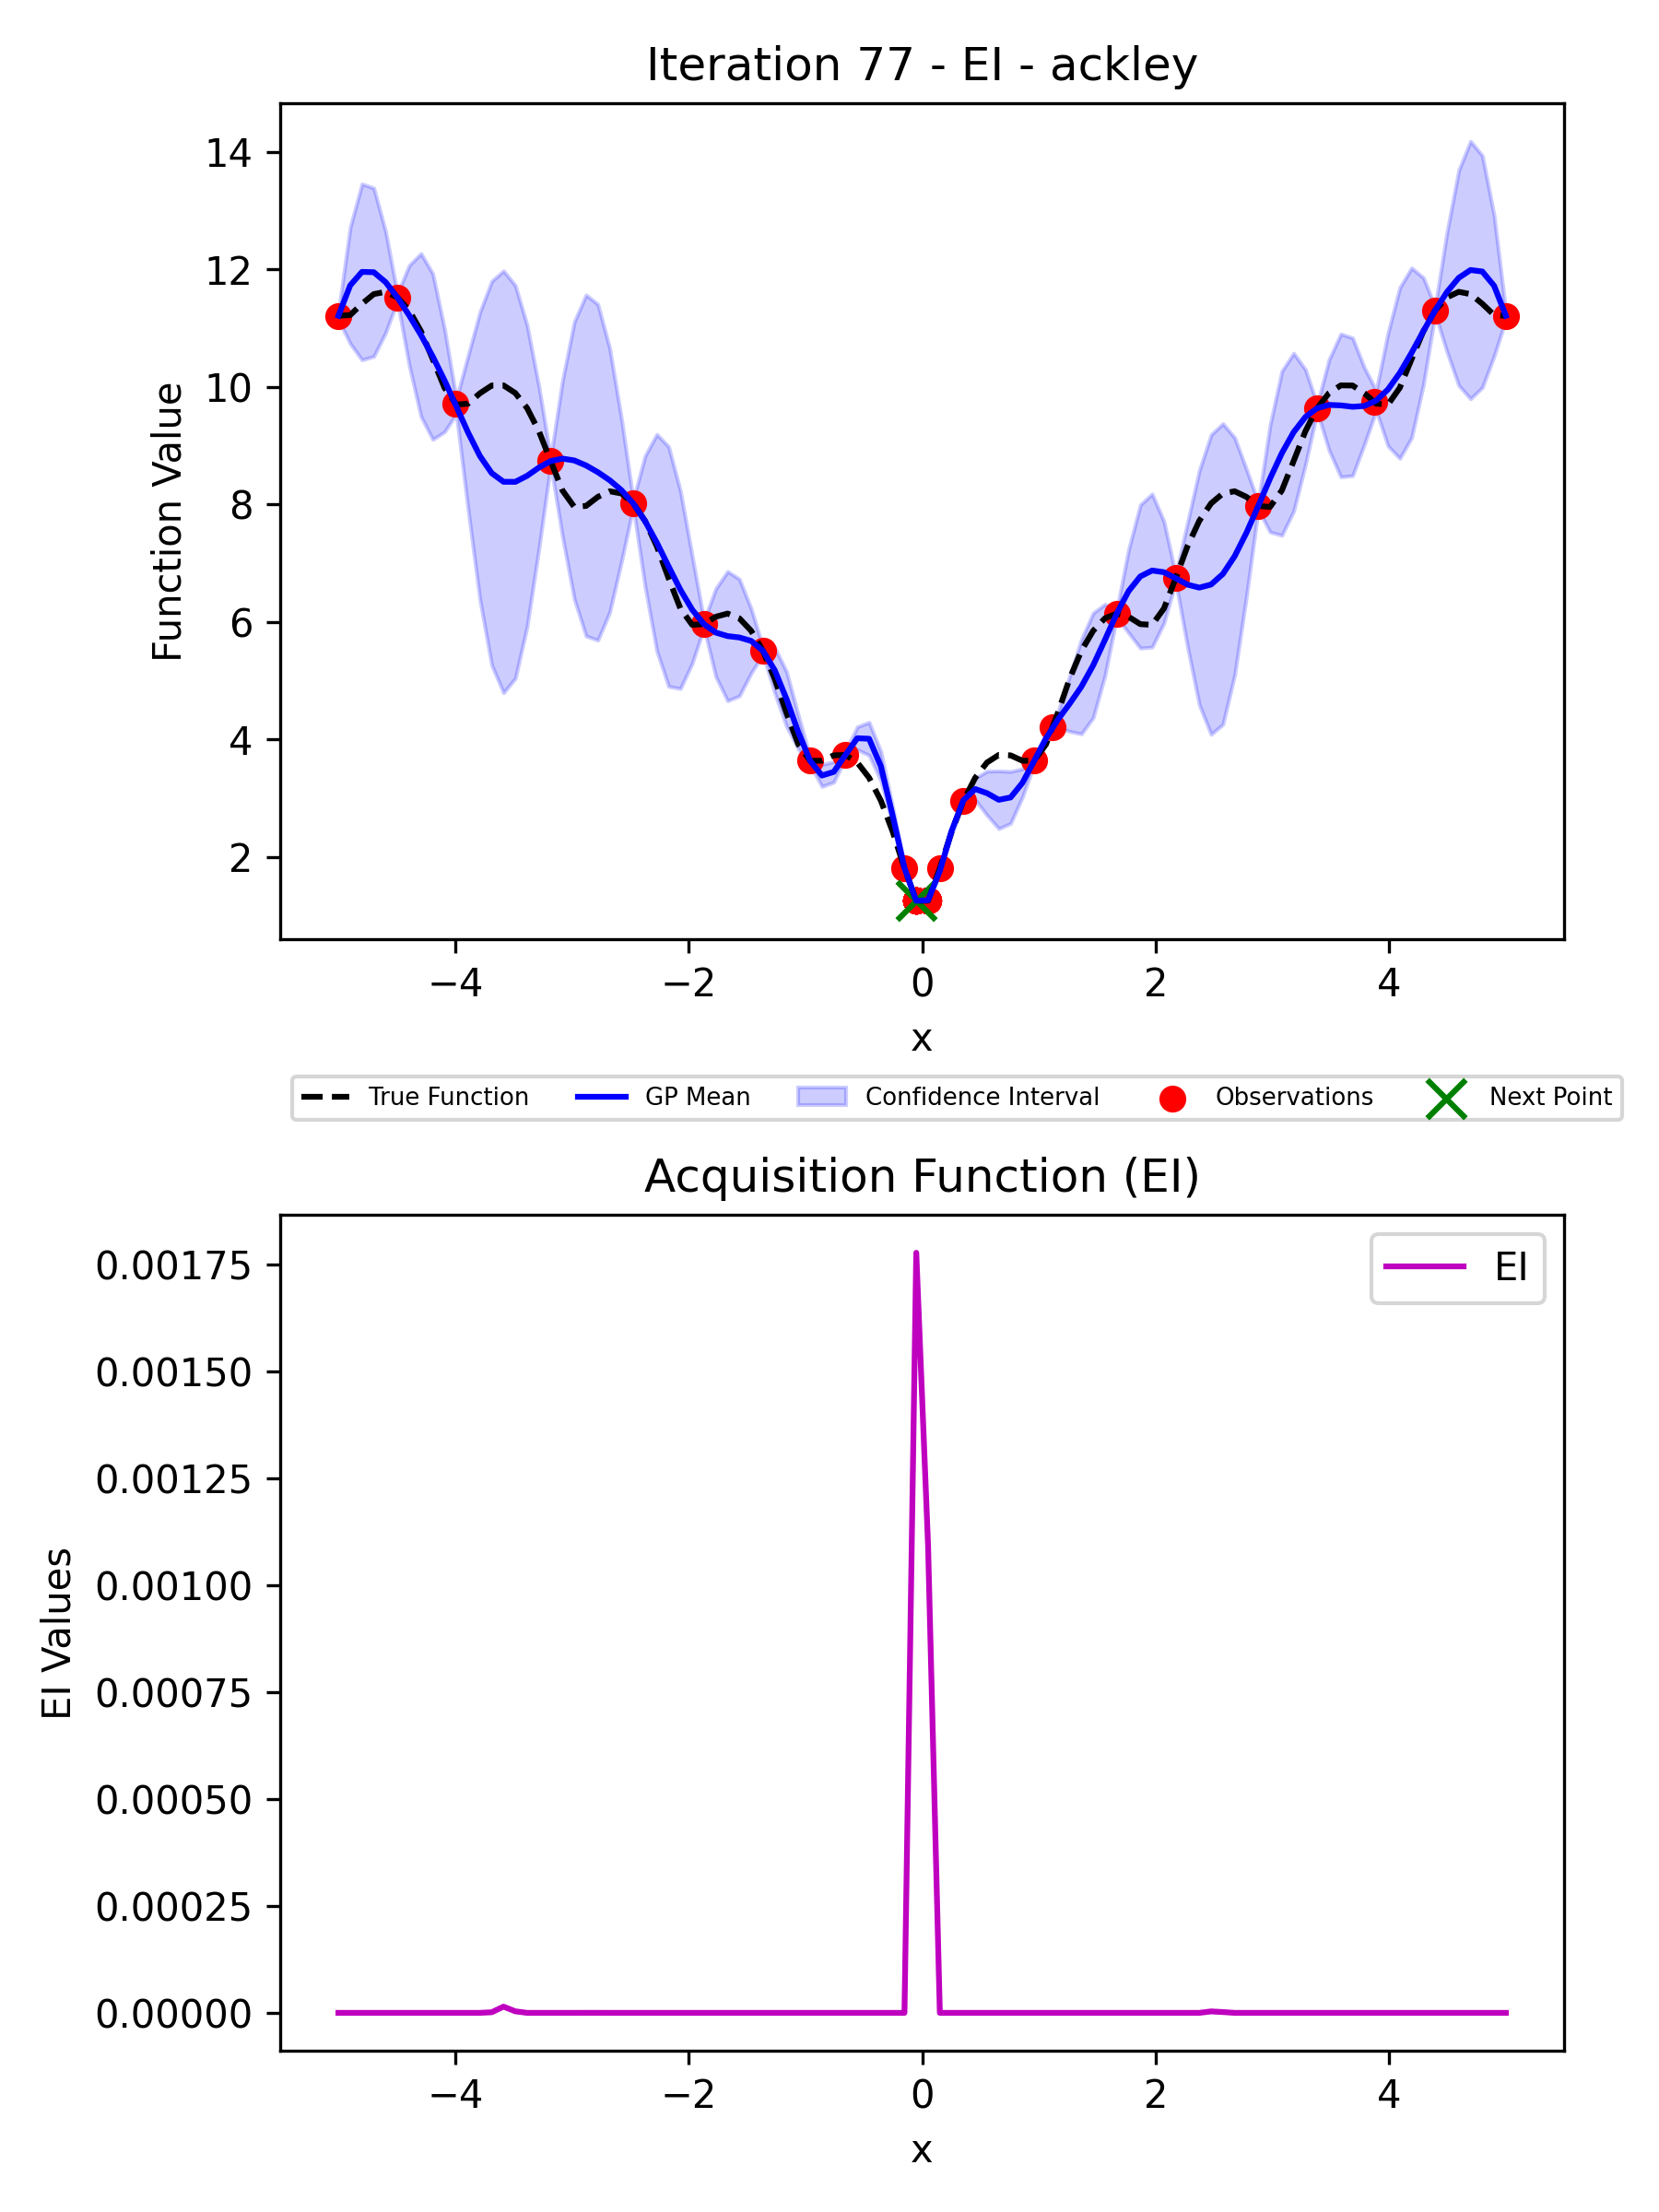 Iteration 77 - EI - ackley
14
12
10
8
6
4
2
Function Value
−4
−2
0
2
4
x
True Function
GP Mean
Confidence Interval
Observations
Next Point
Acquisition Function (EI)
EI
0.00175
0.00150
0.00125
0.00100
0.00075
0.00050
0.00025
0.00000
EI Values
−4
−2
0
2
4
x